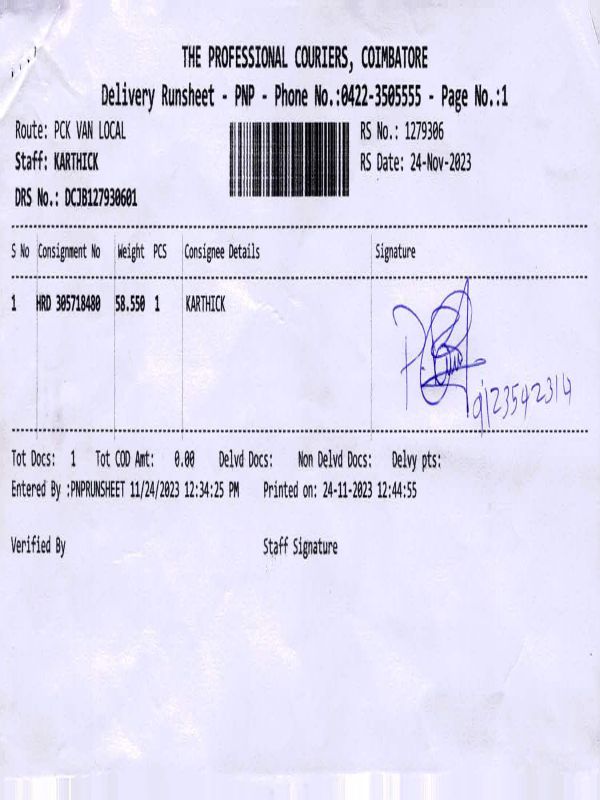 THE PROFESSIONAL COURIERS, COIMBATORE
Delivery Runsheet - PNP - Phone No.:0422-3505555 - Page No.:1
Route: PCK VAN LOCAL RS No.: 1279306
Staff: KARTHICK RS Date: 24-Nov-2023
DRS No.: DCJB127930601
S No Consignment No Weight PCS Consignee Details Signature
1 HRD 305718480 58.550 1 KARTHICK
9123542314
Tot Docs: 1 Tot COD Amt: 0.00 Delvd Docs: Non Delvd Docs: Delvy pts:
Entered By :PNPRUNSHEET 11/24/2023 12:34:25 PM Printed on: 24-11-2023 12:44:55
Verified By Staff Signature